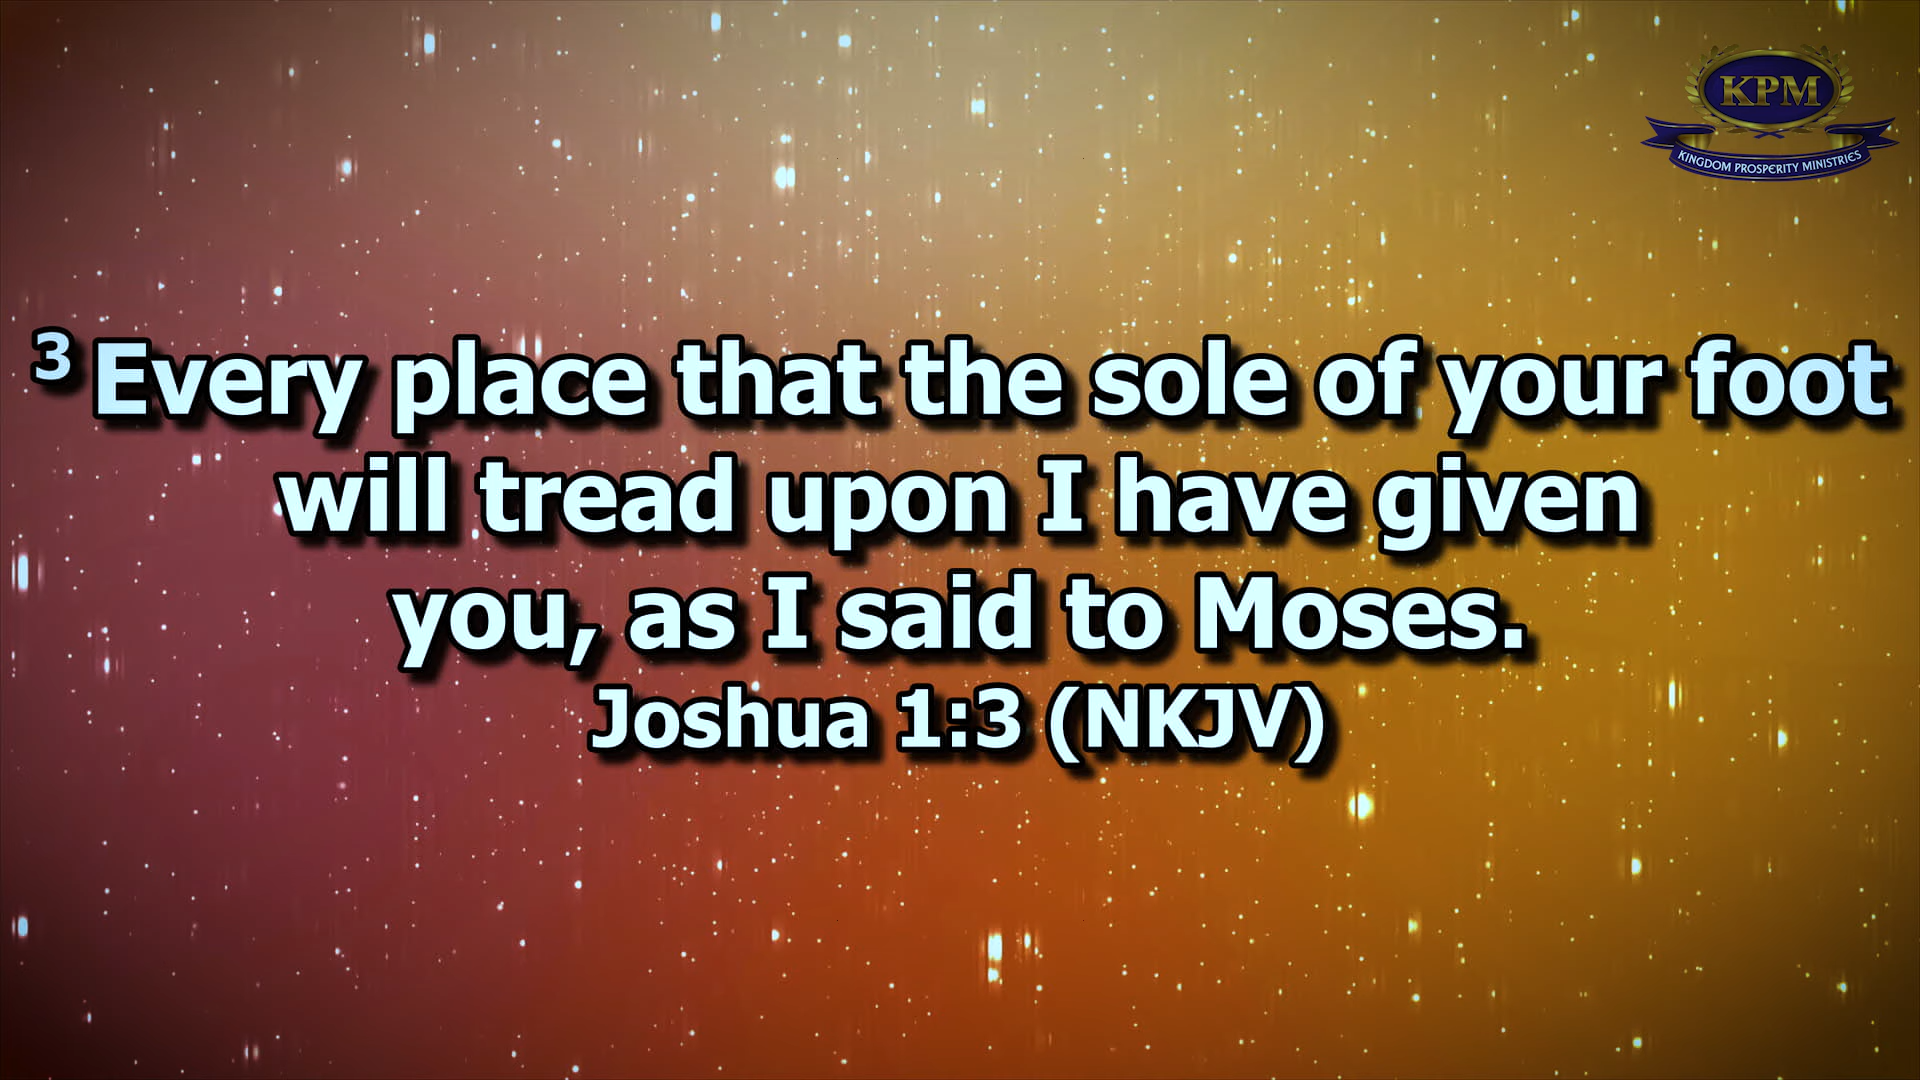 KPM
KINGDOM PROSPERITY MINISTRIES
3 Every place that the sole of your foot
will tread upon I have given
you, as I said to Moses.
Joshua 1:3 (NKJV)